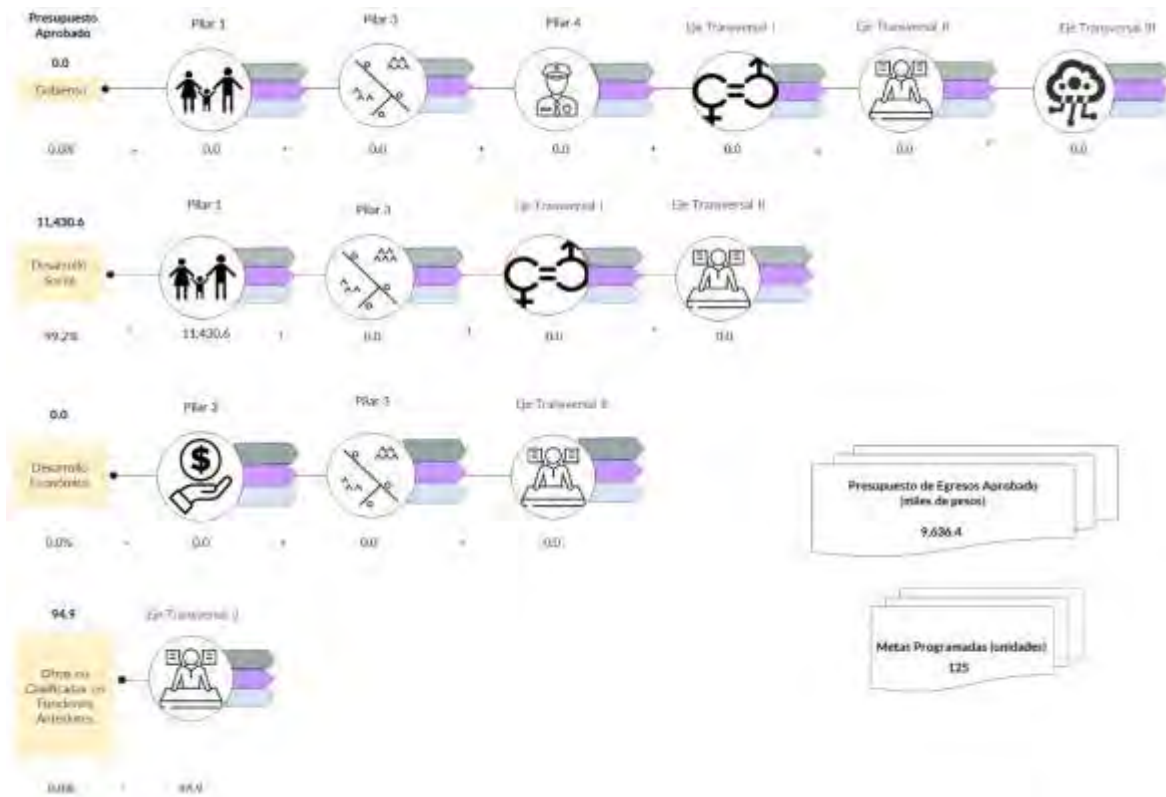 Presupuesto
Aprobado
Pilar 1
Pilar 3
Pilar 4
Eje Transversal I
Eje Transversal II
Eje Transversal III
0.0
Gobierno
0.0%
=
0.0
+
0.0
+
0.0
+
0.0
+
0.0
+
0.0
11,430.6
Pilar 1
Pilar 3
Eje Transversal I
Eje Transversal II
Desarrollo
Social
99.2%
11,430.6
+
0.0
+
0.0
+
0.0
0.0
Pilar 3
Eje Transversal II
$
Desarrollo
Económico
0.0%
=
0.0
+
0.0
+
0.0
Presupuesto de Egresos Aprobado
(miles de pesos)
9,636.4
94.9
Eje Transversal II
Otros no
Clasificados en
Funciones
Anteriores
Metas Programadas (unidades)
125